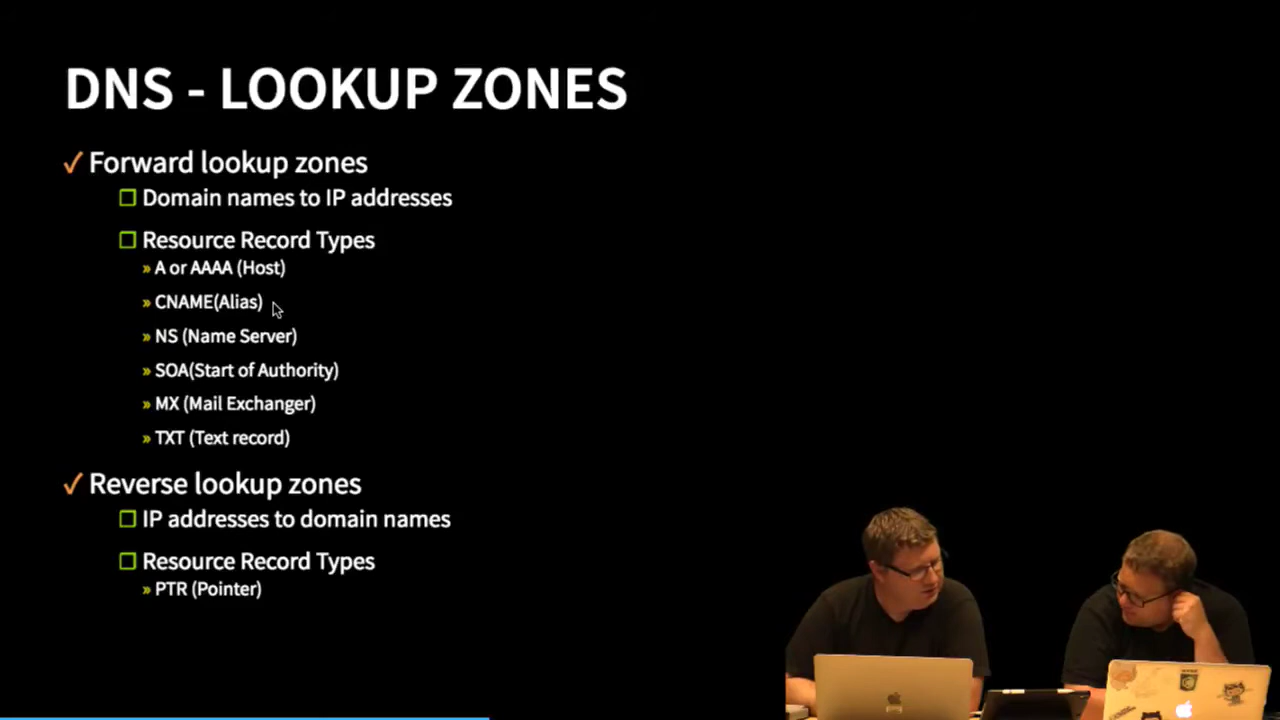 DNS - LOOKUP ZONES
✓ Forward lookup zones
❐ Domain names to IP addresses
❐ Resource Record Types
» A or AAAA (Host)
» CNAME(Alias)
» NS (Name Server)
» SOA(Start of Authority)
» MX (Mail Exchanger)
» TXT (Text record)
✓ Reverse lookup zones
❐ IP addresses to domain names
❐ Resource Record Types
» PTR (Pointer)